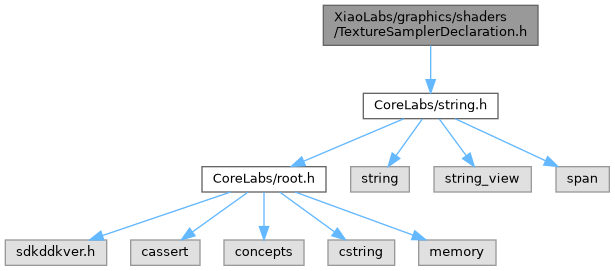 XiaoLabs/graphics/shaders
/TextureSamplerDeclaration.h
CoreLabs/string.h
CoreLabs/root.h
string
string_view
span
sdkddkver.h
cassert
concepts
cstring
memory